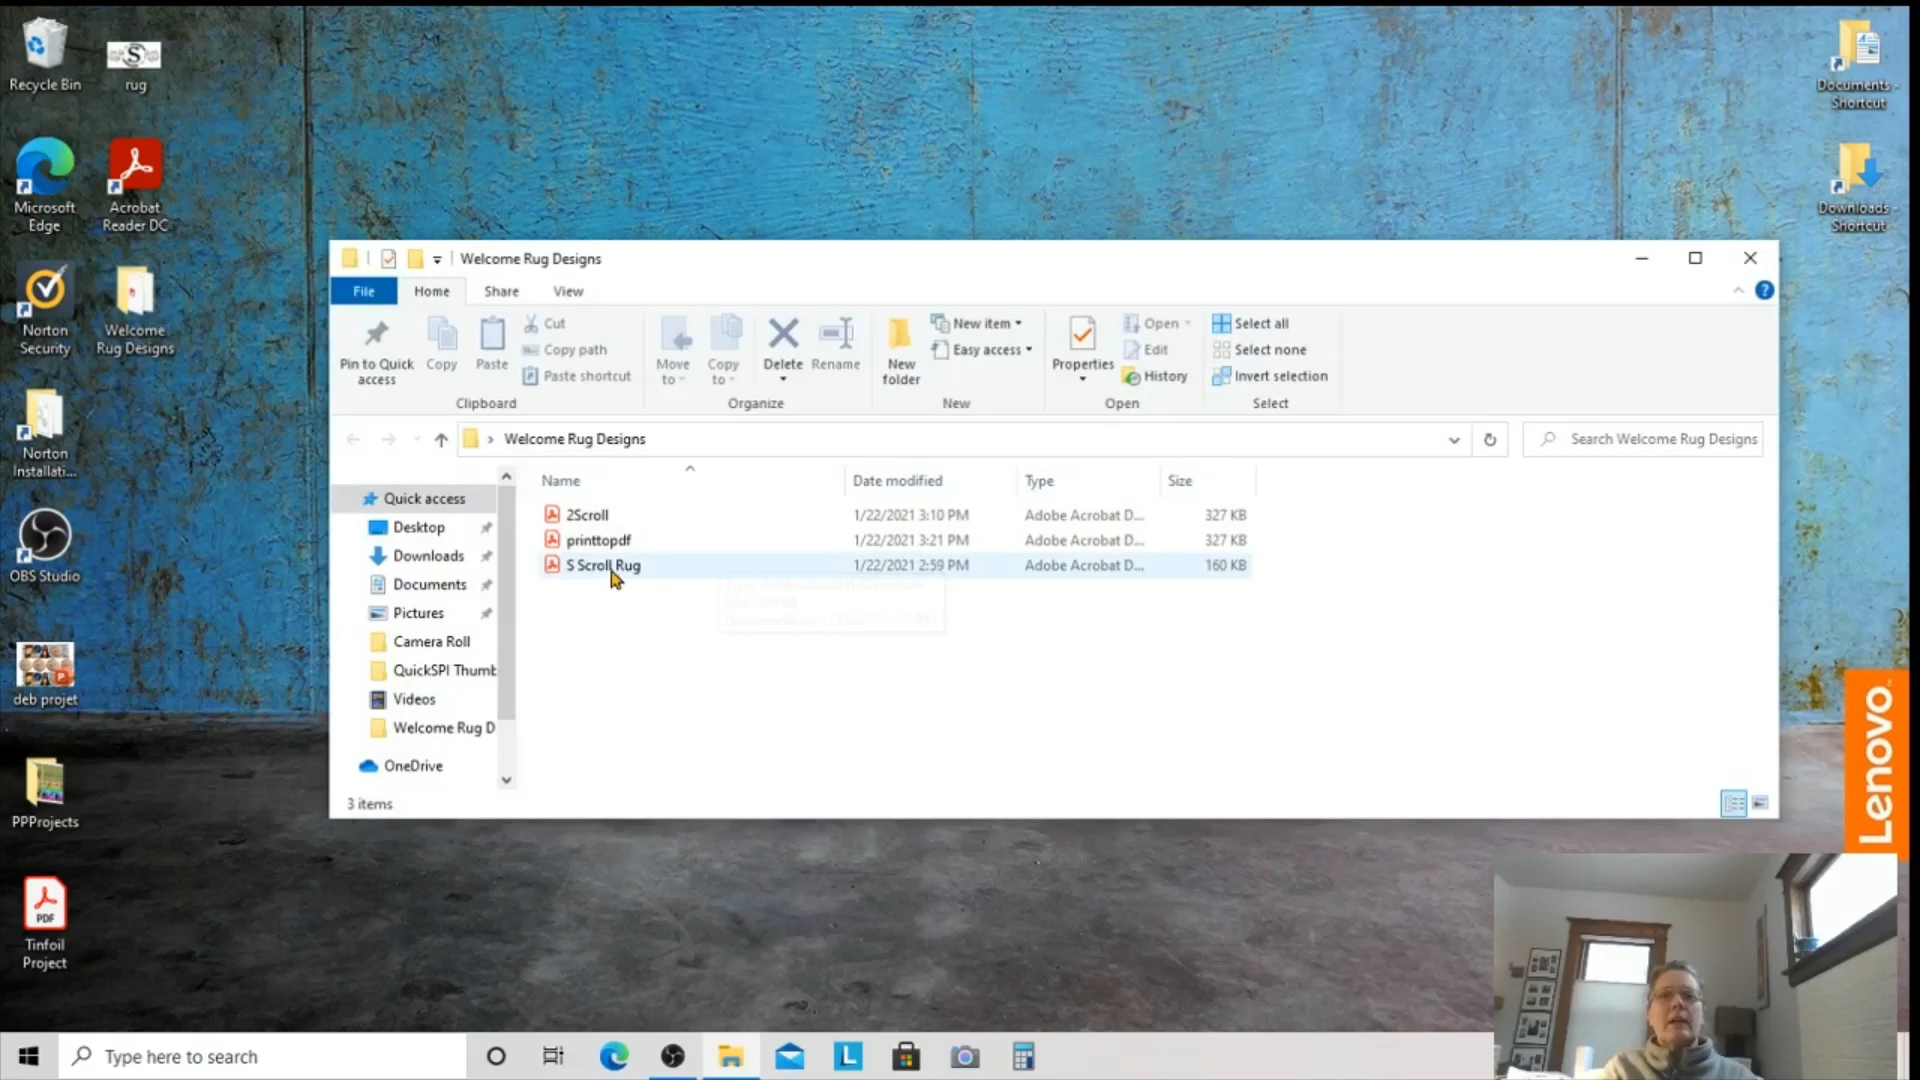 Recycle Bin
rug
Microsoft
Edge
Acrobat
Reader DC
Norton
Security
Welcome
Rug Designs
Norton
Installati...
OBS Studio
deb projet
PPProjects
PDF
Tinfoil
Project
Documents -
Shortcut
Downloads -
Shortcut
Welcome Rug Designs
File
Home
Share
View
Pin to Quick
access
Copy
Paste
Cut
Copy path
Paste shortcut
Clipboard
Move
to
Copy
to
Delete
Rename
Organize
New
folder
New item
Easy access
New
Properties
Open
Edit
History
Open
Select all
Select none
Invert selection
Select
Welcome Rug Designs
Search Welcome Rug Designs
Quick access
Desktop
Downloads
Documents
Pictures
Camera Roll
QuickSPI Thumb
Videos
Welcome Rug D
OneDrive
Name Date modified Type Size
2Scroll 1/22/2021 3:10 PM Adobe Acrobat D... 327 KB
printtopdf 1/22/2021 3:21 PM Adobe Acrobat D... 327 KB
S Scroll Rug 1/22/2021 2:59 PM Adobe Acrobat D... 160 KB
3 items
Lenovo
Type here to search